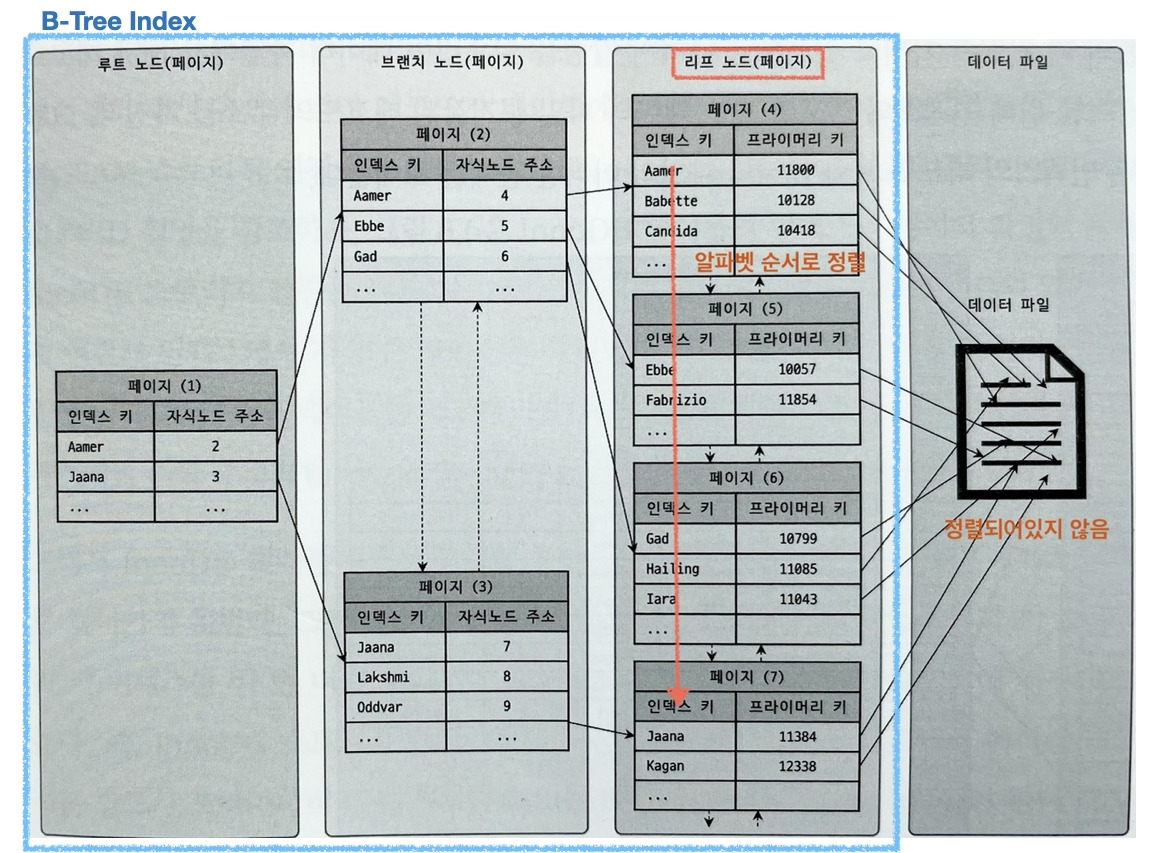 B-Tree Index
루트 노드(페이지)
페이지 (1)
인덱스 키 자식노드 주소
Aamer 2
Jaana 3
... ...
브랜치 노드(페이지)
페이지 (2)
인덱스 키 자식노드 주소
Aamer 4
Ebbe 5
Gad 6
... ...
페이지 (3)
인덱스 키 자식노드 주소
Jaana 7
Lakshmi 8
Oddvar 9
... ...
리프 노드(페이지)
페이지 (4)
인덱스 키 프라이머리 키
Aamer 11800
Babette 10128
Candida 10418
...
알파벳 순서로 정렬
페이지 (5)
인덱스 키 프라이머리 키
Ebbe 10057
Fabrizio 11854
...
페이지 (6)
인덱스 키 프라이머리 키
Gad 10799
Hailing 11085
Iara 11043
...
페이지 (7)
인덱스 키 프라이머리 키
Jaana 11384
Kagan 12338
...
데이터 파일
데이터 파일
정렬되어있지 않음